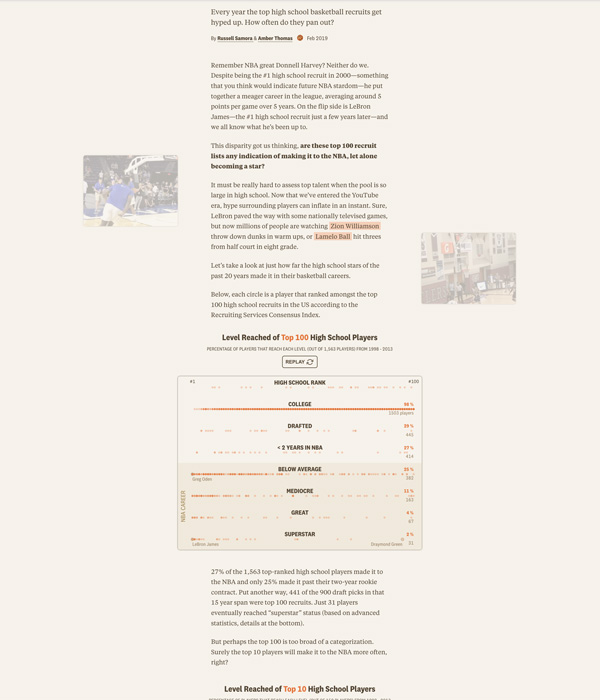 Every year the top high school basketball recruits get
hyped up. How often do they pan out?
By Russell Samora & Amber Thomas Feb 2019
Remember NBA great Donnell Harvey? Neither do we.
Despite being the #1 high school recruit in 2000—something
that you think would indicate future NBA stardom—he put
together a meager career in the league, averaging around 5
points per game over 5 years. On the flip side is LeBron
James—the #1 high school recruit just a few years later—and
we all know what he's been up to.
This disparity got us thinking, are these top 100 recruit
lists any indication of making it to the NBA, let alone
becoming a star?
It must be really hard to assess top talent when the pool is so
large in high school. Now that we've entered the YouTube
era, hype surrounding players can inflate in an instant. Sure,
LeBron paved the way with some nationally televised games,
but now millions of people are watching Zion Williamson
throw down dunks in warm ups, or Lamelo Ball hit threes
from half court in eight grade.
Let's take a look at just how far the high school stars of the
past 20 years made it in their basketball careers.
Below, each circle is a player that ranked amongst the top
100 high school recruits in the US according to the
Recruiting Services Consensus Index.
Level Reached of Top 100 High School Players
PERCENTAGE OF PLAYERS THAT REACH EACH LEVEL (OUT OF 1,563 PLAYERS) FROM 1998 - 2013
REPLAY
#1 HIGH SCHOOL RANK #100
COLLEGE 98%
players
DRAFTED
441
< 2 YEARS IN NBA 27%
BELOW AVERAGE 25%
Greg Oden
MEDIOCRE 11%
NBA CAREER
GREAT 4%
67
SUPERSTAR 2%
LeBron James Draymond Green 31
27% of the 1,563 top-ranked high school players made it to
the NBA and only 25% made it past their two-year rookie
contract. Put another way, 441 of the 900 draft picks in that
15 year span were top 100 recruits. Just 31 players
eventually reached “superstar” status (based on advanced
statistics, details at the bottom).
But perhaps the top 100 is too broad of a categorization.
Surely the top 10 players will make it to the NBA more often,
right?
Level Reached of Top 10 High School Players